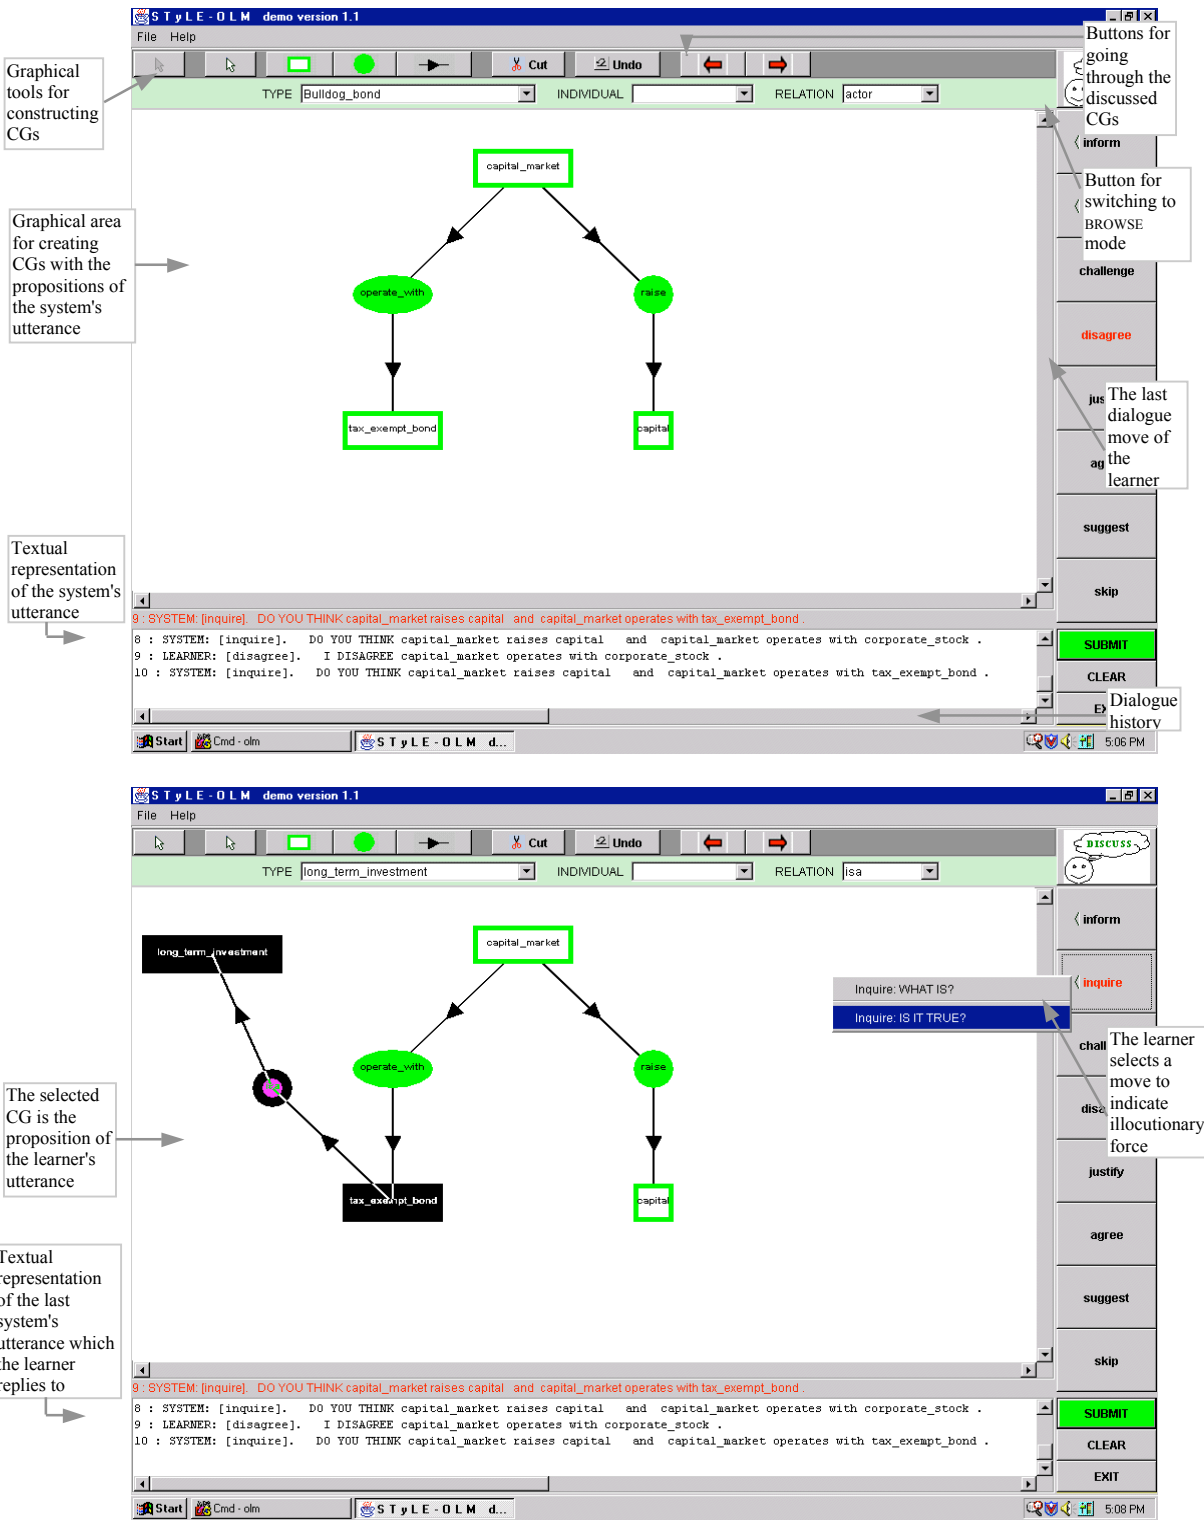 S T y L E - O L M demo version 1.1
File Help
Cut
Undo
TYPE Bulldog_bond INDIVIDUAL RELATION actor
Graphical
tools for
constructing
CGs
Buttons for
going
through the
discussed
CGs
inform
Button for
switching to
BROWSE
mode
capital_market
Graphical area
for creating
CGs with the
propositions of
the system's
utterance
operate_with
raise
challenge
disagree
tax_exempt_bond
capital
The last
dialogue
move of
the
learner
suggest
skip
Textual
representation
of the system's
utterance
9 : SYSTEM: [inquire]. DO YOU THINK capital_market raises capital and capital_market operates with tax_exempt_bond .
8 : SYSTEM: [inquire]. DO YOU THINK capital_market raises capital and capital_market operates with corporate_stock .
9 : LEARNER: [disagree]. I DISAGREE capital_market operates with corporate_stock .
10 : SYSTEM: [inquire]. DO YOU THINK capital_market raises capital and capital_market operates with tax_exempt_bond .
SUBMIT
CLEAR
Dialogue
history
Start Cmd - olm S T y L E - O L M d... 5:06 PM
S T y L E - O L M demo version 1.1
File Help
Cut
Undo
DISCUSS
TYPE long_term_investment INDIVIDUAL RELATION isa
inform
long_term_investment
capital_market
inquire
Inquire: WHAT IS?
Inquire: IS IT TRUE?
The learner
selects a
move to
indicate
illocutionary
force
operate_with
raise
The selected
CG is the
proposition of
the learner's
utterance
justify
tax_exempt_bond
capital
agree
suggest
skip
Textual
representation
of the last
system's
utterance which
the learner
replies to
9 : SYSTEM: [inquire]. DO YOU THINK capital_market raises capital and capital_market operates with tax_exempt_bond .
8 : SYSTEM: [inquire]. DO YOU THINK capital_market raises capital and capital_market operates with corporate_stock .
9 : LEARNER: [disagree]. I DISAGREE capital_market operates with corporate_stock .
10 : SYSTEM: [inquire]. DO YOU THINK capital_market raises capital and capital_market operates with tax_exempt_bond .
SUBMIT
CLEAR
EXIT
Start Cmd - olm S T y L E - O L M d... 5:08 PM